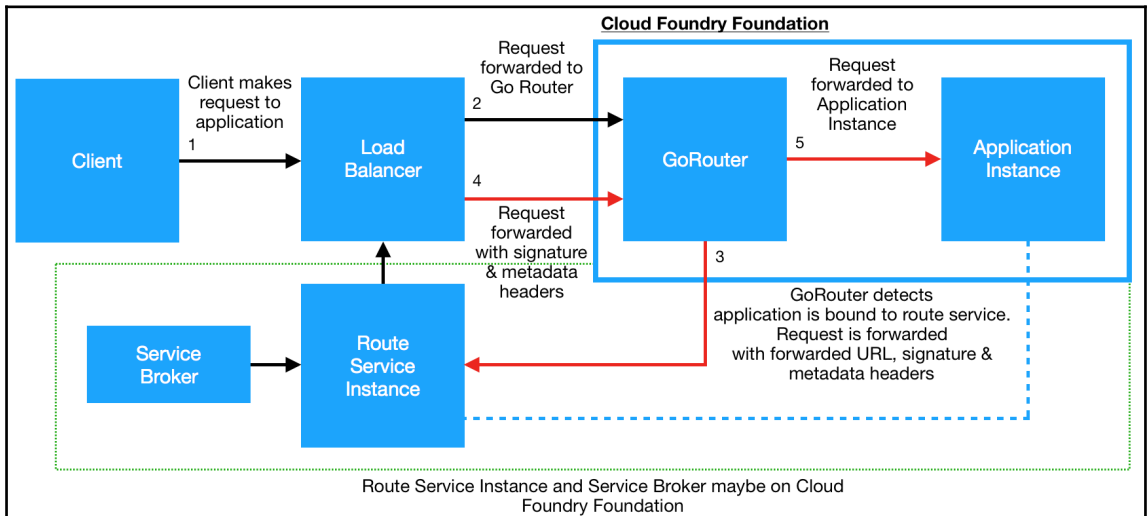 Cloud Foundry Foundation
Client makes
request to
application
1
Request
forwarded to
Go Router
2
Request
forwarded to
Application
Instance
5
Client
Load
Balancer
GoRouter
Application
Instance
4
Request
forwarded
with signature
& metadata
headers
3
GoRouter detects
application is bound to route service.
Request is forwarded
with forwarded URL, signature &
metadata headers
Service
Broker
Route
Service
Instance
Route Service Instance and Service Broker maybe on Cloud
Foundry Foundation